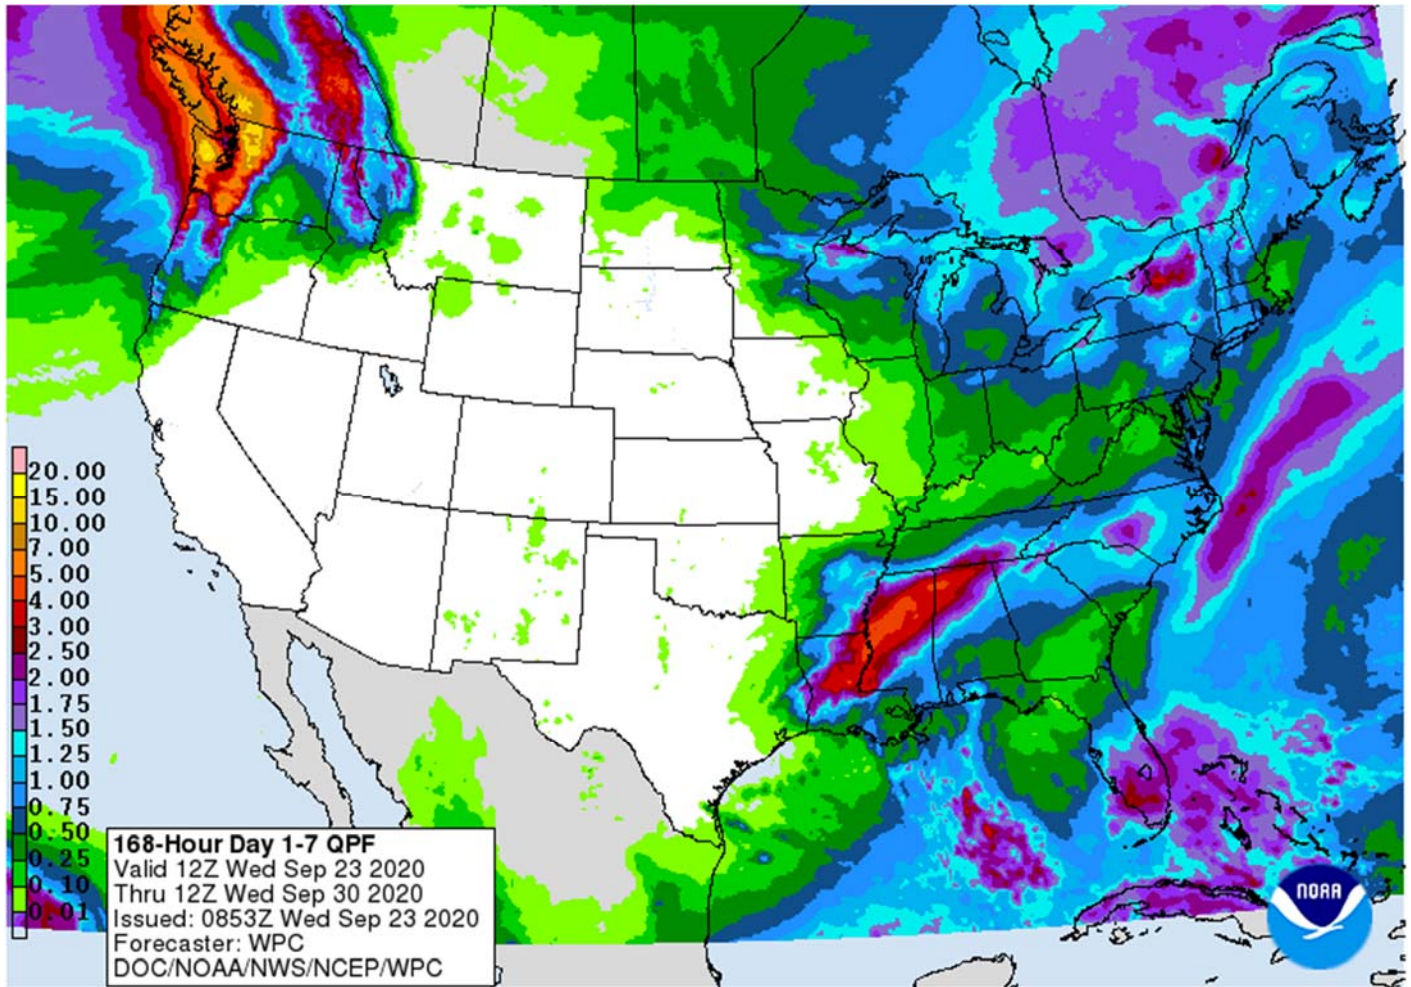 20.00
15.00
10.00
7.00
5.00
4.00
3.00
2.50
2.00
1.75
1.50
1.25
1.00
0.75
0.50
0.25
0.10
0.01
168-Hour Day 1-7 QPF
Valid 12Z Wed Sep 23 2020
Thru 12Z Wed Sep 30 2020
Issued: 0853Z Wed Sep 23 2020
Forecaster: WPC
DOC/NOAA/NWS/NCEP/WPC
NOAA